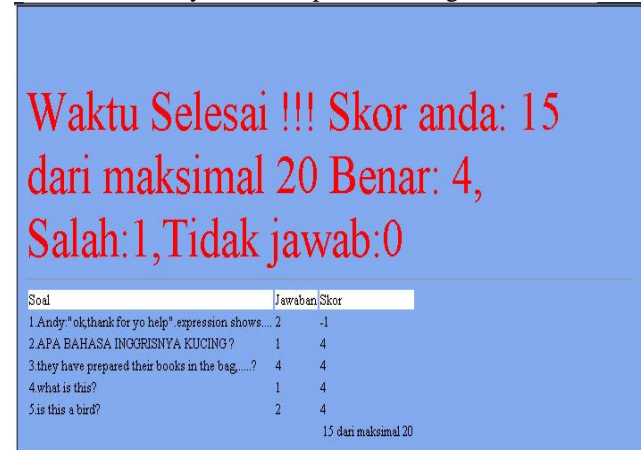 Waktu Selesai !!! Skor anda: 15
dari maksimal 20 Benar: 4,
Salah:1,Tidak jawab:0
Soal Jawaban Skor
1.Andy:"ok,thank for yo help".expression shows.... 2 -1
2.APA BAHASA INGGRISNYA KUCING ? 1 4
3.they have prepared their books in the bag,.....? 4 4
4.what is this? 1 4
5.is this a bird? 2 4
15 dari maksimal 20